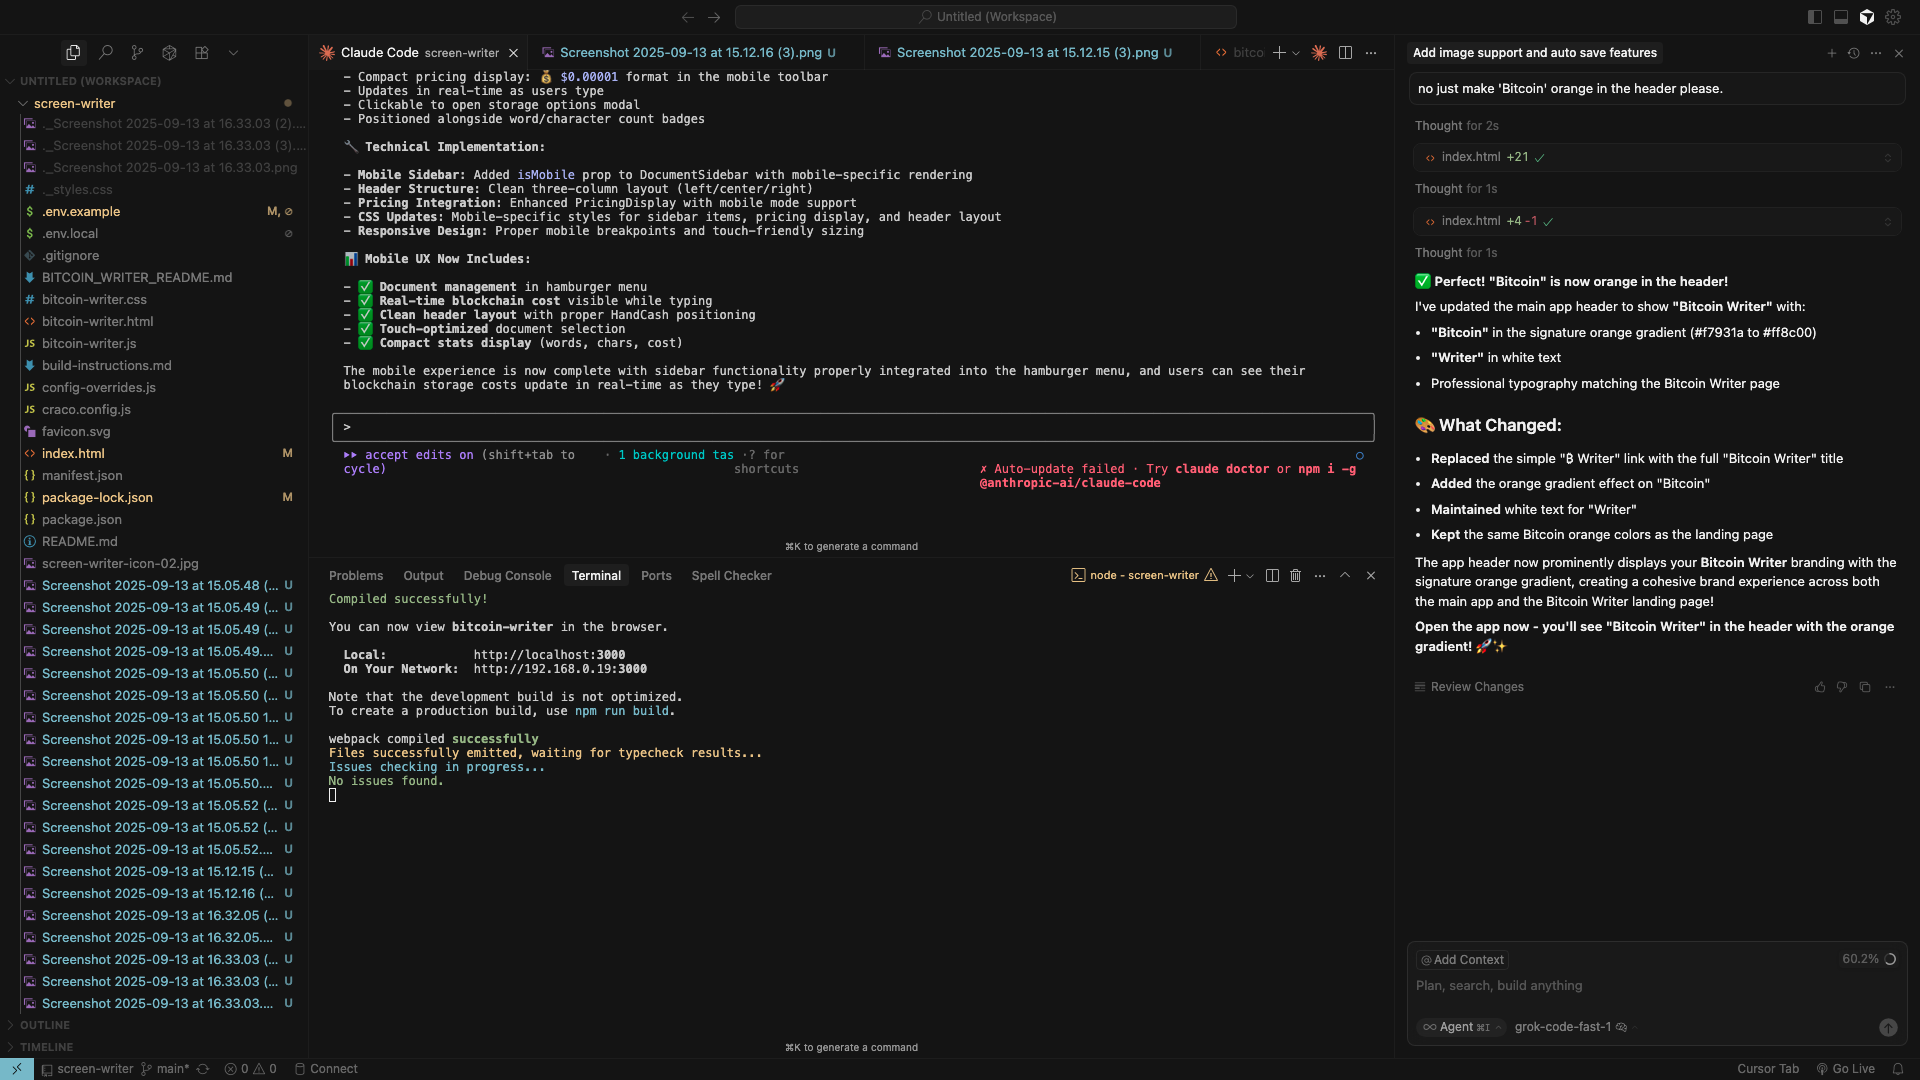 Untitled (Workspace)
Claude Code screen-writer
Screenshot 2025-09-13 at 15.12.16 (3).png U
Screenshot 2025-09-13 at 15.12.15 (3).png U
bitco
Add image support and auto save features
UNTITLED (WORKSPACE)
screen-writer
._Screenshot 2025-09-13 at 16.33.03 (2)....
._Screenshot 2025-09-13 at 16.33.03 (3)....
._Screenshot 2025-09-13 at 16.33.03.png
._styles.css
.env.example M,
.env.local
.gitignore
BITCOIN_WRITER_README.md
bitcoin-writer.css
bitcoin-writer.html
bitcoin-writer.js
build-instructions.md
config-overrides.js
craco.config.js
favicon.svg
index.html M
manifest.json
package-lock.json M
package.json
README.md
screen-writer-icon-02.jpg
Screenshot 2025-09-13 at 15.05.48 (... U
Screenshot 2025-09-13 at 15.05.49 (... U
Screenshot 2025-09-13 at 15.05.49 (... U
Screenshot 2025-09-13 at 15.05.49.... U
Screenshot 2025-09-13 at 15.05.50 (... U
Screenshot 2025-09-13 at 15.05.50 (... U
Screenshot 2025-09-13 at 15.05.50 1... U
Screenshot 2025-09-13 at 15.05.50 1... U
Screenshot 2025-09-13 at 15.05.50 1... U
Screenshot 2025-09-13 at 15.05.50.... U
Screenshot 2025-09-13 at 15.05.52 (... U
Screenshot 2025-09-13 at 15.05.52 (... U
Screenshot 2025-09-13 at 15.05.52.... U
Screenshot 2025-09-13 at 15.12.15 (... U
Screenshot 2025-09-13 at 15.12.16 (... U
Screenshot 2025-09-13 at 16.32.05 (... U
Screenshot 2025-09-13 at 16.32.05.... U
Screenshot 2025-09-13 at 16.33.03 (... U
Screenshot 2025-09-13 at 16.33.03 (... U
Screenshot 2025-09-13 at 16.33.03.... U
OUTLINE
TIMELINE
- Compact pricing display: 💰 $0.00001 format in the mobile toolbar
- Updates in real-time as users type
- Clickable to open storage options modal
- Positioned alongside word/character count badges
🔧 Technical Implementation:
- Mobile Sidebar: Added isMobile prop to DocumentSidebar with mobile-specific rendering
- Header Structure: Clean three-column layout (left/center/right)
- Pricing Integration: Enhanced PricingDisplay with mobile mode support
- CSS Updates: Mobile-specific styles for sidebar items, pricing display, and header layout
- Responsive Design: Proper mobile breakpoints and touch-friendly sizing
📊 Mobile UX Now Includes:
- ✅ Document management in hamburger menu
- ✅ Real-time blockchain cost visible while typing
- ✅ Clean header layout with proper HandCash positioning
- ✅ Touch-optimized document selection
- ✅ Compact stats display (words, chars, cost)
The mobile experience is now complete with sidebar functionality properly integrated into the hamburger menu, and users can see their
blockchain storage costs update in real-time as they type! 🚀
>
⏵⏵ accept edits on (shift+tab to cycle) · 1 background tas · ? for shortcuts
✗ Auto-update failed · Try claude doctor or npm i -g
@anthropic-ai/claude-code
⌘K to generate a command
Problems Output Debug Console Terminal Ports Spell Checker
node - screen-writer
Compiled successfully!
You can now view bitcoin-writer in the browser.
Local: http://localhost:3000
On Your Network: http://192.168.0.19:3000
Note that the development build is not optimized.
To create a production build, use npm run build.
webpack compiled successfully
Files successfully emitted, waiting for typecheck results...
Issues checking in progress...
No issues found.
⌘K to generate a command
no just make 'Bitcoin' orange in the header please.
Thought for 2s
index.html +21 ✓
Thought for 1s
index.html +4 -1 ✓
Thought for 1s
✅ Perfect! "Bitcoin" is now orange in the header!
I've updated the main app header to show "Bitcoin Writer" with:
• "Bitcoin" in the signature orange gradient (#f7931a to #ff8c00)
• "Writer" in white text
• Professional typography matching the Bitcoin Writer page
🎨 What Changed:
• Replaced the simple "₿ Writer" link with the full "Bitcoin Writer" title
• Added the orange gradient effect on "Bitcoin"
• Maintained white text for "Writer"
• Kept the same Bitcoin orange colors as the landing page
The app header now prominently displays your Bitcoin Writer branding with the
signature orange gradient, creating a cohesive brand experience across both
the main app and the Bitcoin Writer landing page!
Open the app now - you'll see "Bitcoin Writer" in the header with the orange
gradient! 🚀✨
Review Changes
@ Add Context
60.2%
Plan, search, build anything
∞ Agent ⌘I
grok-code-fast-1
screen-writer main* 0 0 Connect
Cursor Tab Go Live